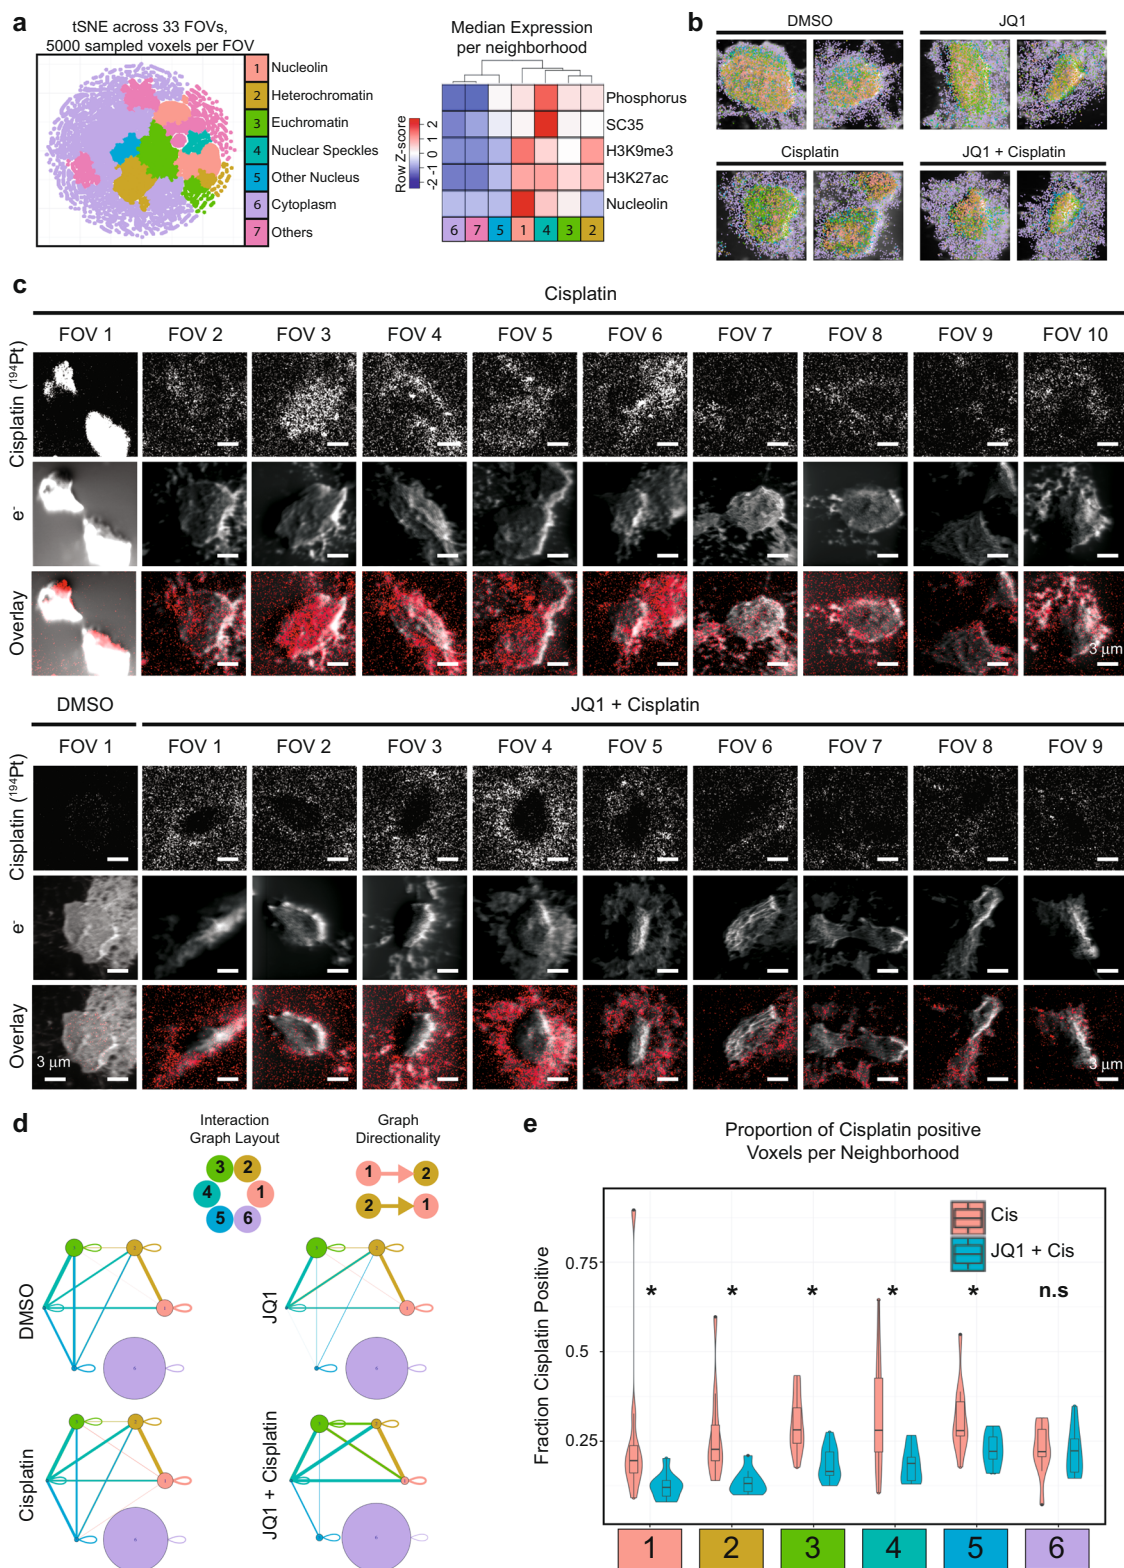 a
tSNE across 33 FOVs,
5000 sampled voxels per FOV
1 Nucleolin
2 Heterochromatin
3 Euchromatin
4 Nuclear Speckles
5 Other Nucleus
6 Cytoplasm
7 Others
Median Expression
per neighborhood
Row Z-score
-2 -1 0 1 2
Phosphorus
SC35
H3K9me3
H3K27ac
Nucleolin
6 7 5 1 4 3 2
b
DMSO
JQ1
Cisplatin
JQ1 + Cisplatin
c
Cisplatin
FOV 1 FOV 2 FOV 3 FOV 4 FOV 5 FOV 6 FOV 7 FOV 8 FOV 9 FOV 10
Cisplatin (¹⁹⁴Pt)
e⁻
Overlay
3 μm
DMSO
JQ1 + Cisplatin
FOV 1 FOV 1 FOV 2 FOV 3 FOV 4 FOV 5 FOV 6 FOV 7 FOV 8 FOV 9
Cisplatin (¹⁹⁴Pt)
e⁻
Overlay
3 μm
3 μm
d
Interaction
Graph Layout
3 2
4 1
5 6
Graph
Directionality
1 2
2 1
DMSO
JQ1
Cisplatin
JQ1 + Cisplatin
e
Proportion of Cisplatin positive
Voxels per Neighborhood
Fraction Cisplatin Positive
0.75
0.5
0.25
Cis
JQ1 + Cis
* * * * * n.s
1 2 3 4 5 6